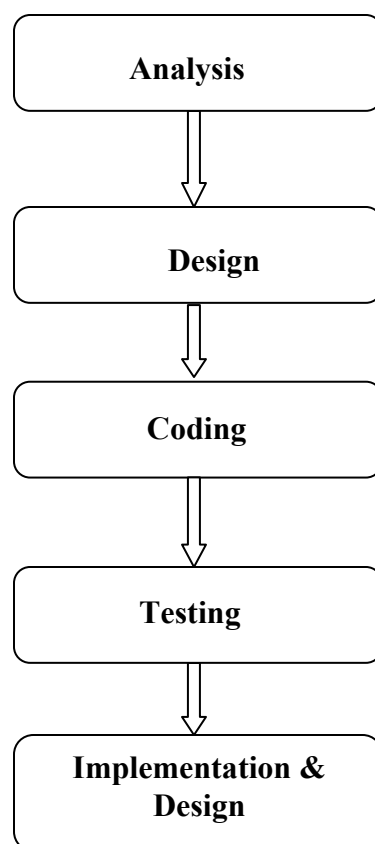 Analysis
Design
Coding
Testing
Implementation &
Design